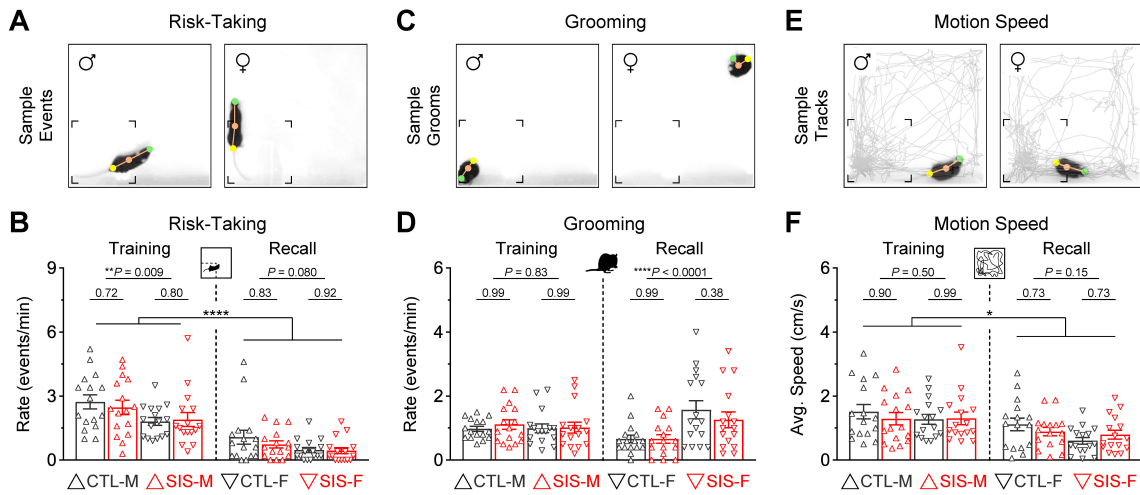 A Risk-Taking
Sample Events
♂ ♀
C Grooming
Sample Grooms
♂ ♀
E Motion Speed
Sample Tracks
♂ ♀
B Risk-Taking
Training Recall
**P = 0.009 P = 0.080
0.72 0.80 0.83 0.92
****
Rate (events/min)
9
6
3
0
D Grooming
Training Recall
P = 0.83 ****P < 0.0001
0.99 0.99 0.99 0.38
Rate (events/min)
6
4
2
0
F Motion Speed
Training Recall
P = 0.50 P = 0.15
0.90 0.99 0.73 0.73
*
Avg. Speed (cm/s)
6
4
2
0
△CTL-M △SIS-M ▽CTL-F ▽SIS-F
△CTL-M △SIS-M ▽CTL-F ▽SIS-F
△CTL-M △SIS-M ▽CTL-F ▽SIS-F